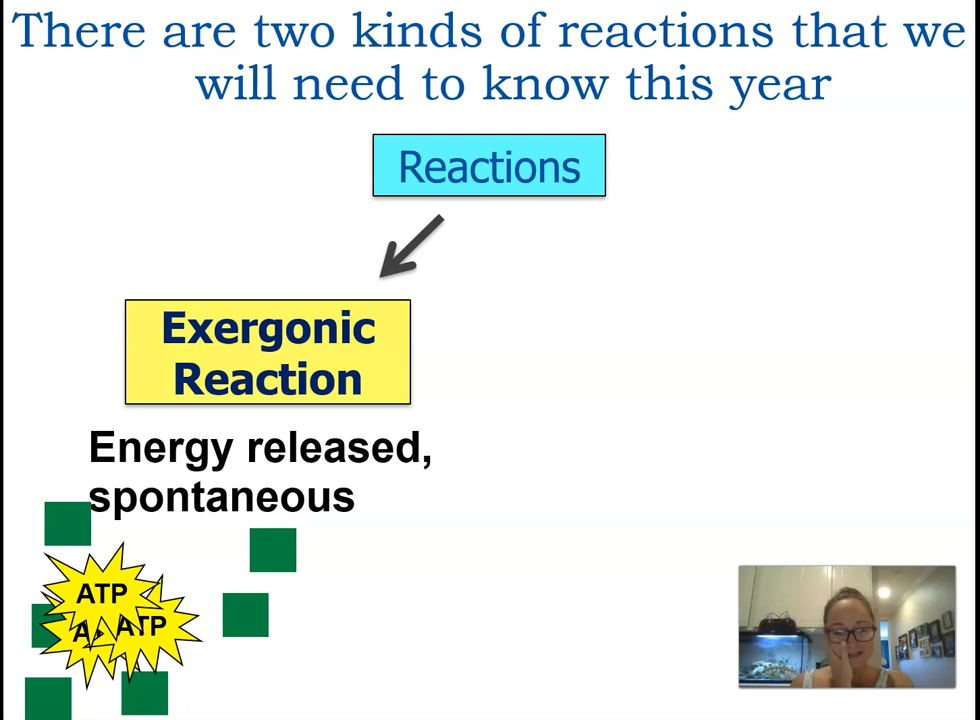 There are two kinds of reactions that we
will need to know this year
Reactions
Exergonic
Reaction
Energy released,
spontaneous
ATP
ATP